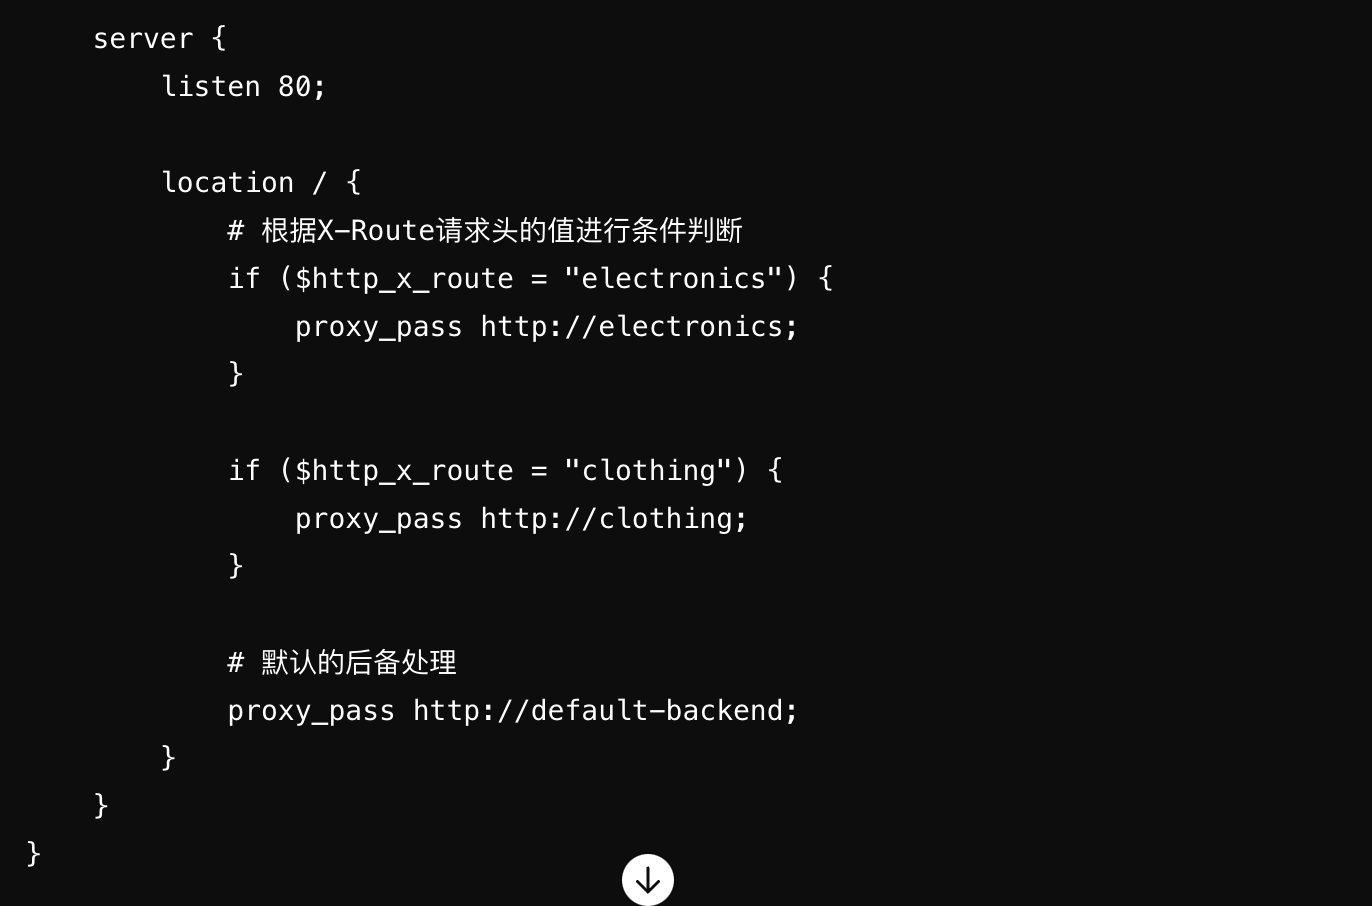 server {
listen 80;
location / {
# 根据X-Route请求头的值进行条件判断
if ($http_x_route = "electronics") {
proxy_pass http://electronics;
}
if ($http_x_route = "clothing") {
proxy_pass http://clothing;
}
# 默认的后备处理
proxy_pass http://default-backend;
}
}
}